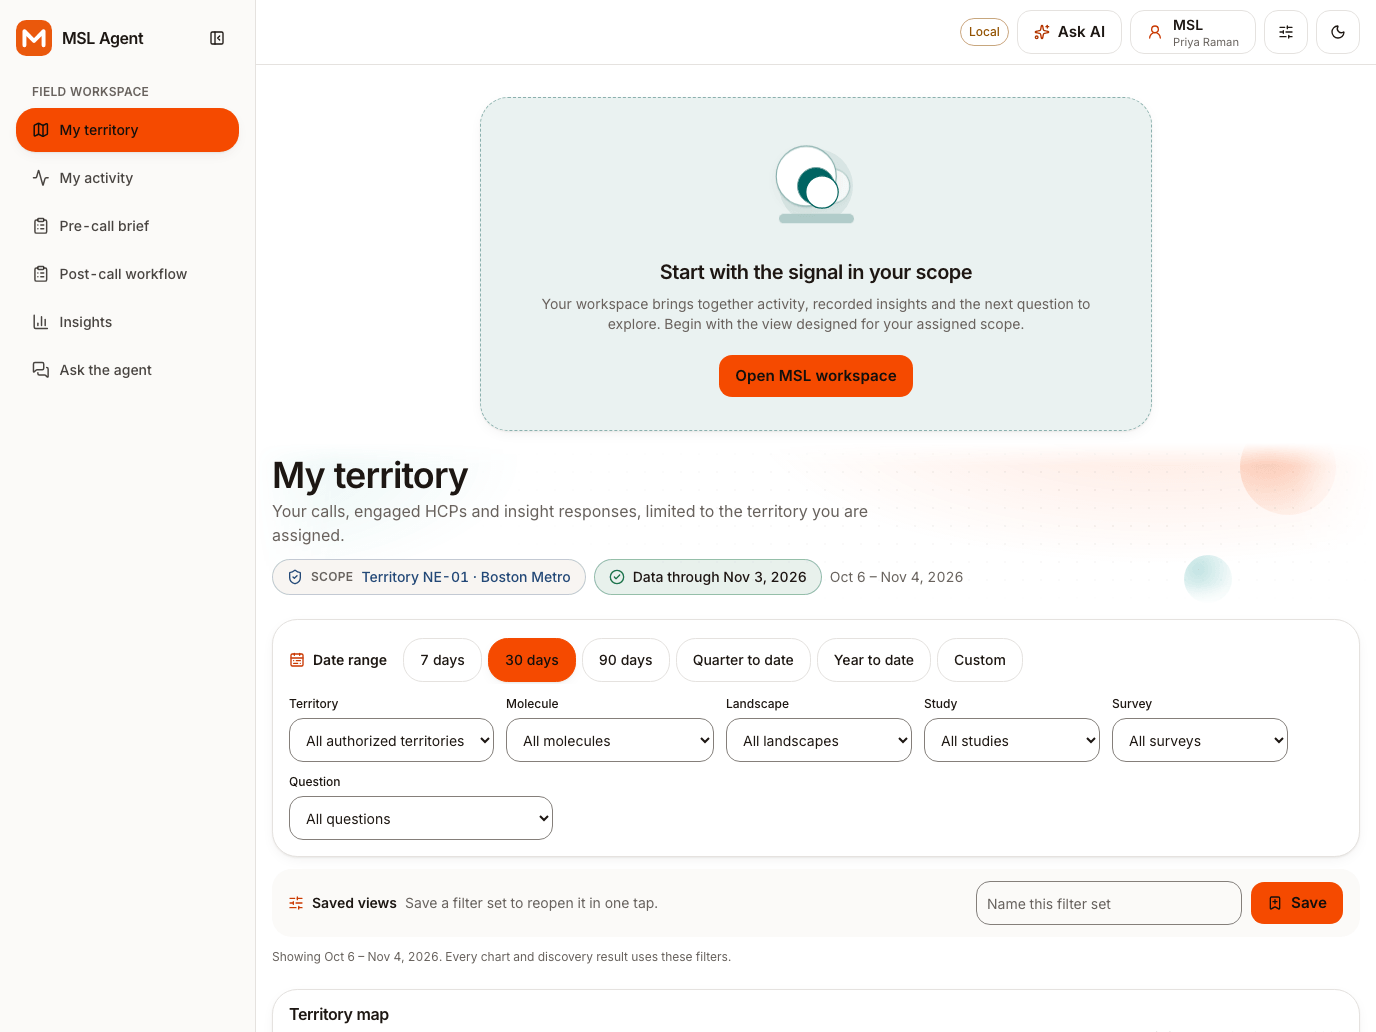 MSL Agent
Local
Ask AI
MSL
Priya Raman
FIELD WORKSPACE
My territory
My activity
Pre-call brief
Post-call workflow
Insights
Ask the agent
Start with the signal in your scope
Your workspace brings together activity, recorded insights and the next question to
explore. Begin with the view designed for your assigned scope.
Open MSL workspace
My territory
Your calls, engaged HCPs and insight responses, limited to the territory you are
assigned.
SCOPE Territory NE-01 · Boston Metro
Data through Nov 3, 2026
Oct 6 – Nov 4, 2026
Date range
7 days
30 days
90 days
Quarter to date
Year to date
Custom
Territory
All authorized territories
Molecule
All molecules
Landscape
All landscapes
Study
All studies
Survey
All surveys
Question
All questions
Saved views Save a filter set to reopen it in one tap.
Name this filter set
Save
Showing Oct 6 – Nov 4, 2026. Every chart and discovery result uses these filters.
Territory map